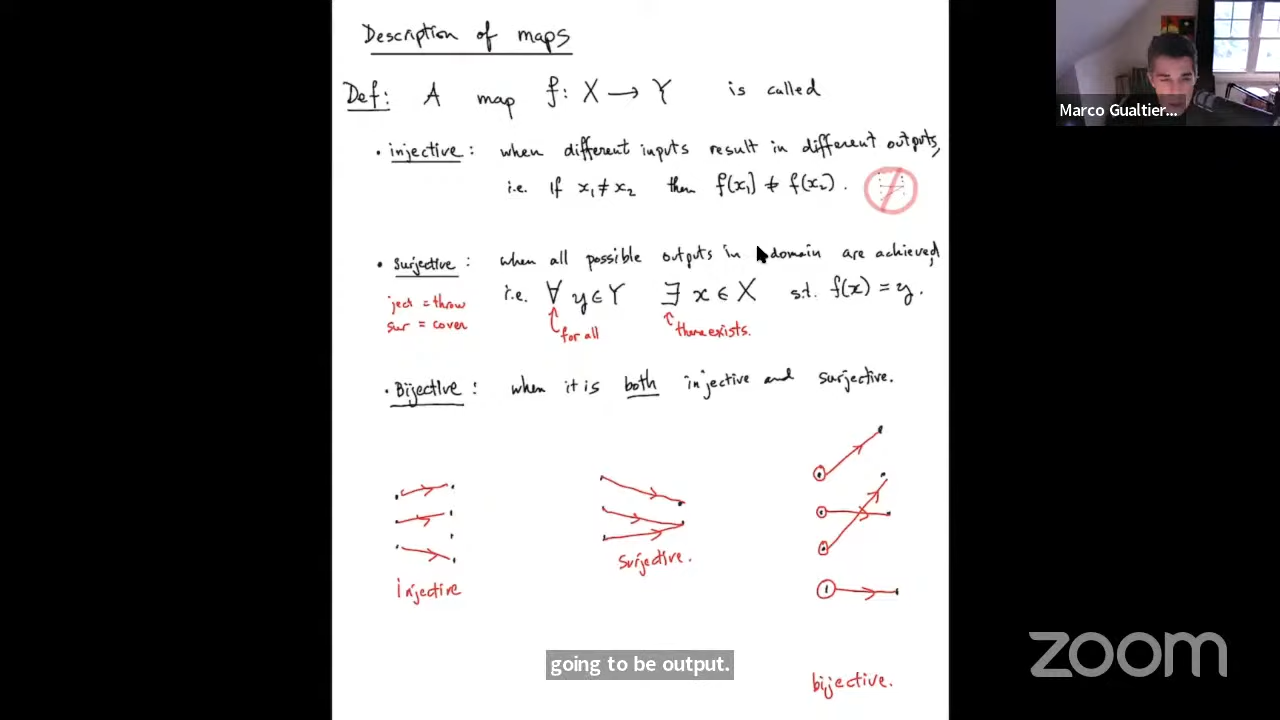 Description of maps
Def: A map f: X → Y is called
• injective: when different inputs result in different outputs,
i.e. If x₁ ≠ x₂ then f(x₁) ≠ f(x₂).
• Surjective: when all possible outputs in domain are achieved,
i.e. ∀ y ∈ Y ∃ x ∈ X s.t. f(x) = y.
ject = throw
sur = cover
for all
there exists.
• Bijective: when it is both injective and surjective.
Injective
Surjective.
bijective.
going to be output.
Marco Gualtier...
zoom